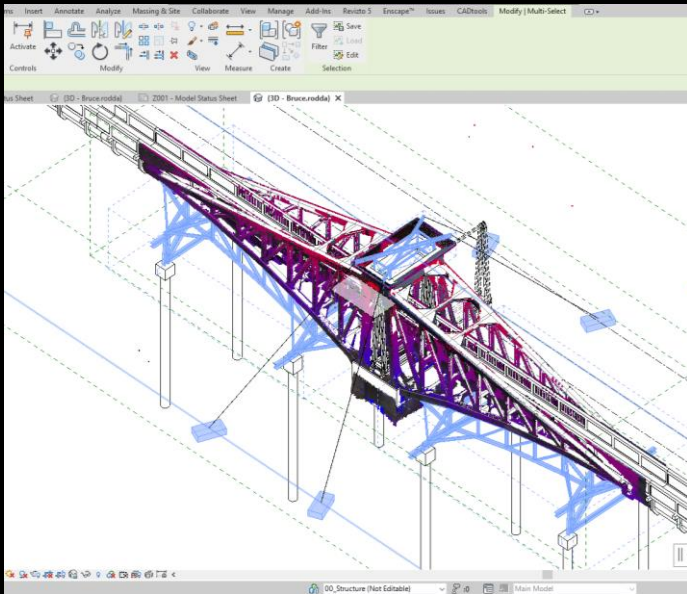 Insert Annotate Analyze Massing & Site Collaborate View Manage Add-Ins Revizto 5 Enscape™ Issues CADtools Modify | Multi-Select
Activate
Filter
Save
Load
Edit
Controls Modify View Measure Create Selection
tus Sheet (3D - Bruce.rodda) Z001 - Model Status Sheet (3D - Bruce.rodda) X
00_Structure (Not Editable) :0 Main Model